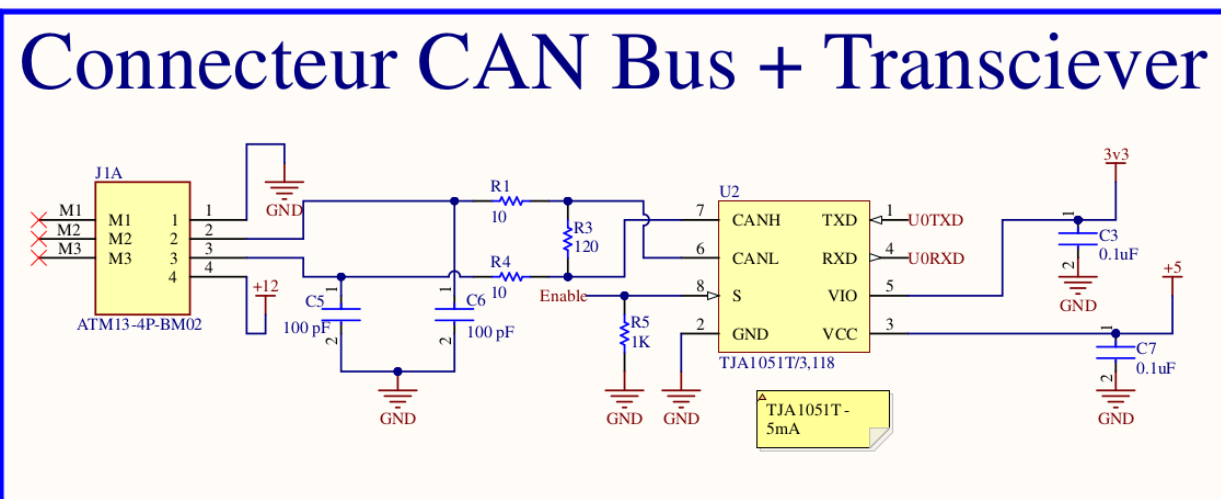 Connecteur CAN Bus + Transciever
J1A
M1 M1 1 1
M2 M2 2 2
M3 M3 3 3
4 4
ATM13-4P-BM02
GND
+12
R1
10
R4
10
R3
120
C5
100 pF
1
2
C6
100 pF
1
2
GND
Enable
R5
1K
GND
GND
U2
7 CANH TXD 1 U0TXD
6 CANL RXD 4 U0RXD
8 S VIO 5
2 GND VCC 3
TJA1051T/3,118
TJA1051T -
5mA
3v3
1
C3
0.1uF
2
GND
+5
1
C7
0.1uF
2
GND